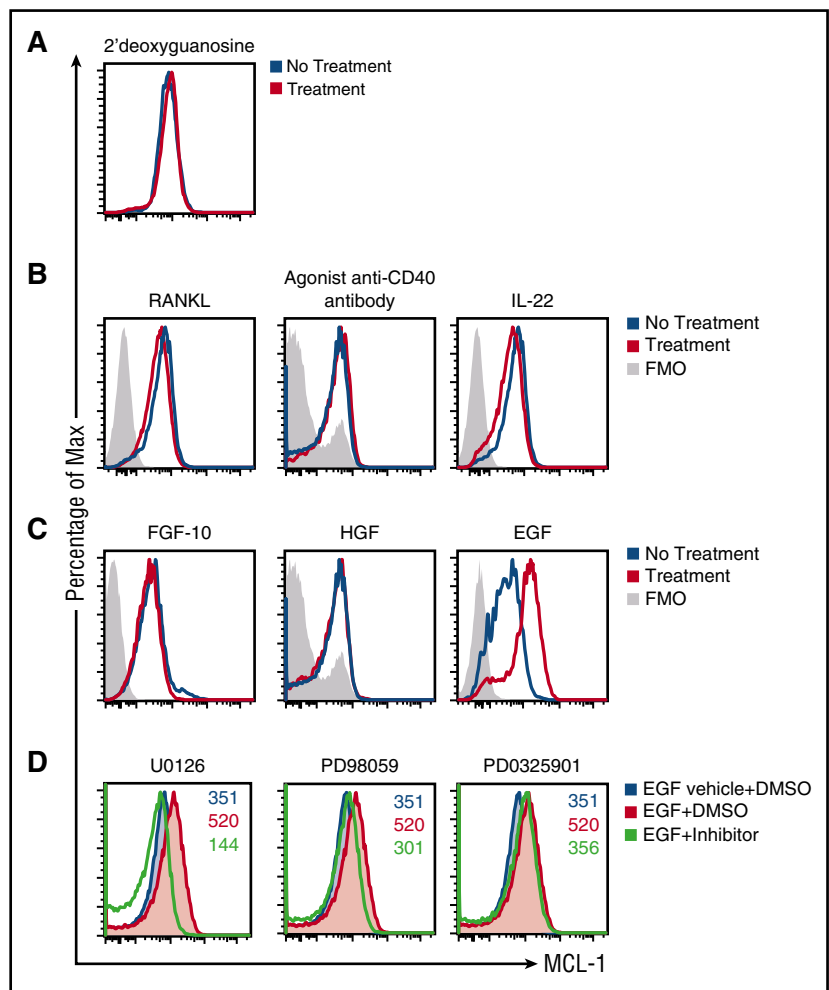 A
2'deoxyguanosine
No Treatment
Treatment
B
RANKL
Agonist anti-CD40
antibody
IL-22
No Treatment
Treatment
FMO
C
FGF-10
HGF
EGF
No Treatment
Treatment
FMO
Percentage of Max
D
U0126
351
520
144
PD98059
351
520
301
PD0325901
351
520
356
EGF vehicle+DMSO
EGF+DMSO
EGF+Inhibitor
MCL-1